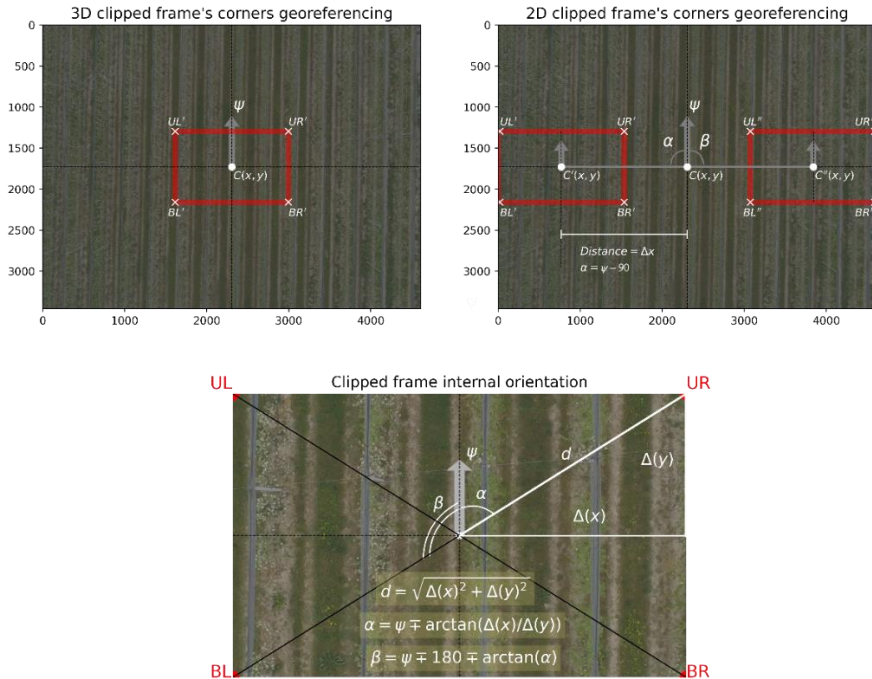 3D clipped frame's corners georeferencing
0
500
1000
1500
2000
2500
3000
0 1000 2000 3000 4000
UL' UR'
ψ
C(x, y)
BL' BR'
2D clipped frame's corners georeferencing
0
500
1000
1500
2000
2500
3000
0 1000 2000 3000 4000
UL' UR' ψ UL" UR"
α β
C'(x, y) C(x, y) C"(x, y)
BL' BR' BL" BR"
Distance = Δx
α = ψ − 90
Clipped frame internal orientation
UL UR
ψ d Δ(y)
β α Δ(x)
d = √Δ(x)² + Δ(y)²
α = ψ ∓ arctan(Δ(x)/Δ(y))
β = ψ ∓ 180 ∓ arctan(α)
BL BR